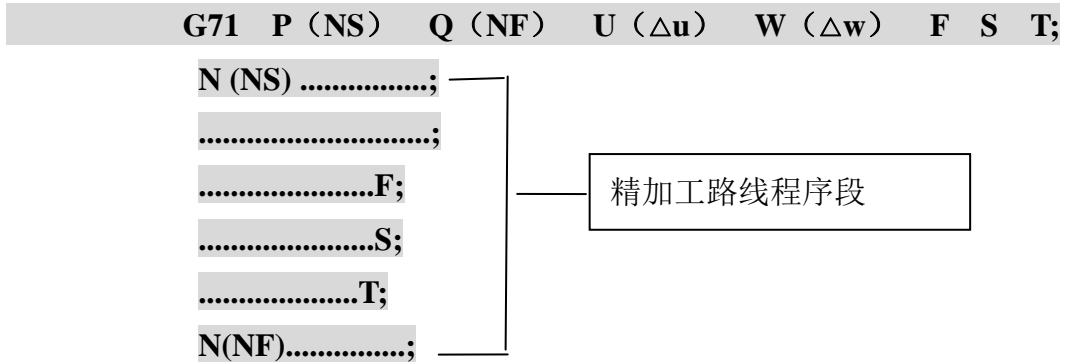 G71 P（NS） Q（NF） U（△u） W（△w） F S T;
N (NS) ................;
.............................;
......................F;
......................S;
....................T;
N(NF)...............;
精加工路线程序段